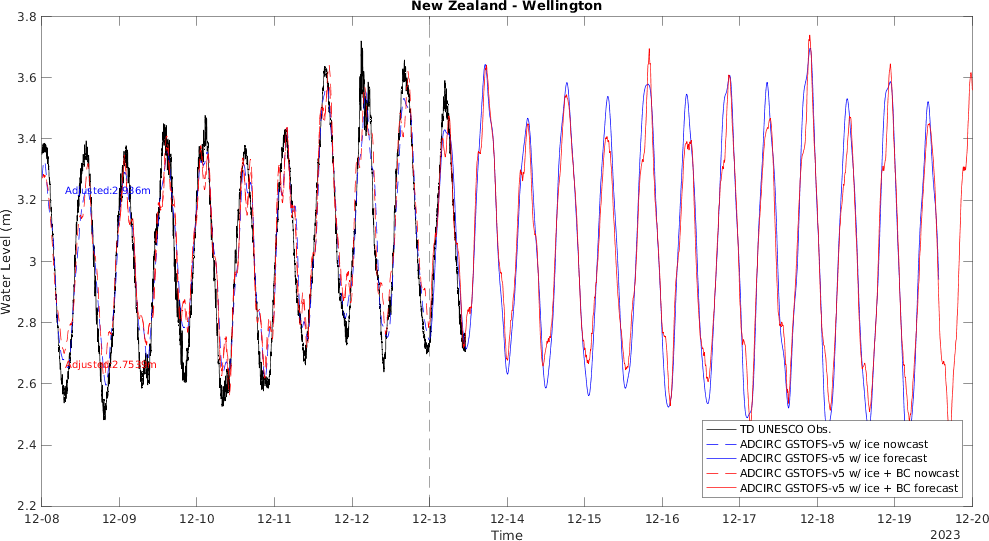 New Zealand - Wellington
3.8
3.6
3.4
3.2
3
2.8
2.6
2.4
2.2
Water Level (m)
Adjusted:2.936m
TD UNESCO Obs.
ADCIRC GSTOFS-v5 w/ ice nowcast
ADCIRC GSTOFS-v5 w/ ice forecast
ADCIRC GSTOFS-v5 w/ ice + BC nowcast
ADCIRC GSTOFS-v5 w/ ice + BC forecast
12-08 12-09 12-10 12-11 12-12 12-13 12-14 12-15 12-16 12-17 12-18 12-19 12-20
Time
2023